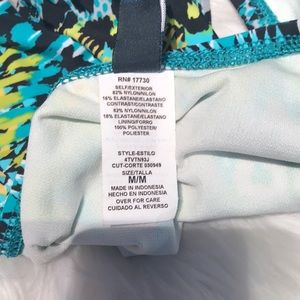 RN# 17730
SELF/EXTERIOR
82% NYLON/NILON
18% ELASTANE/ELASTANO
CONTRAST/CONTRASTE
82% NYLON/NILON
18% ELASTANE/ELASTANO
LINING/FORRO
100% POLYESTER/
POLIESTER
STYLE-ESTILO
4TVTN93J
CUT-CORTE 030949
SIZE/TALLA
M/M
MADE IN INDONESIA
HECHO EN INDONESIA
OVER FOR CARE
CUIDADO AL REVERSO